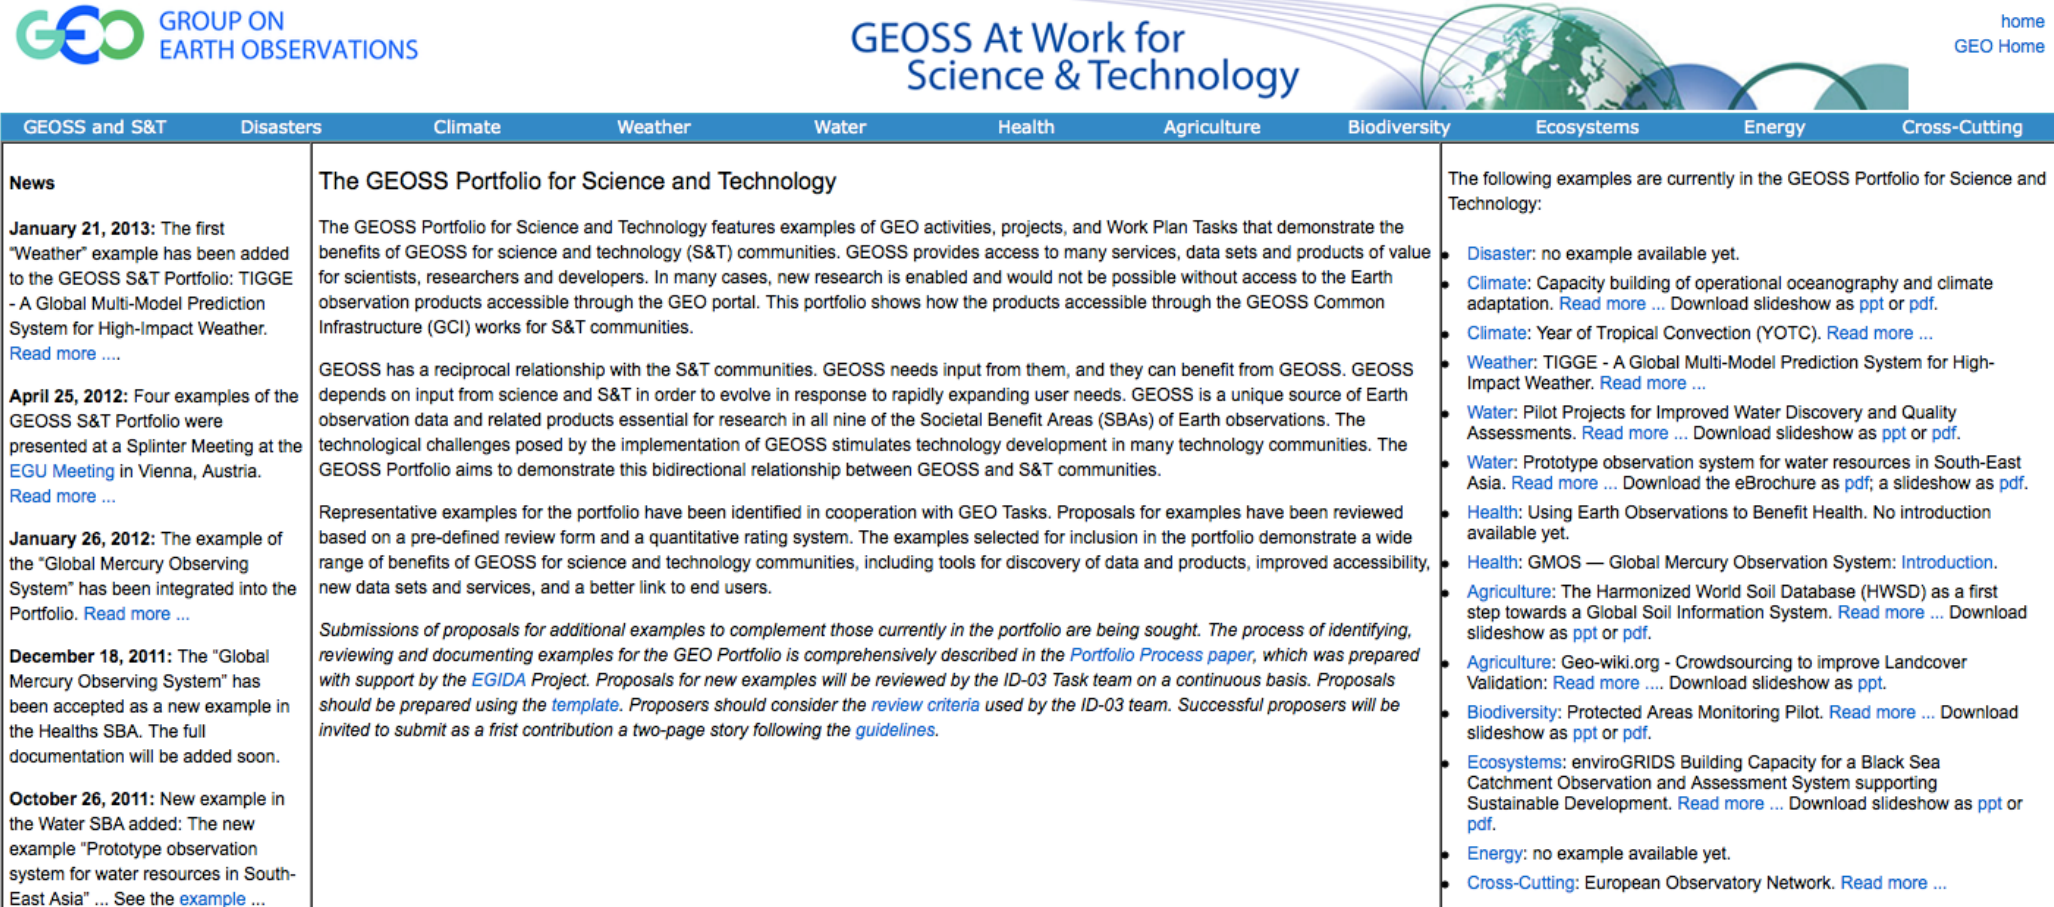 GEO
GROUP ON
EARTH OBSERVATIONS
GEOSS At Work for
Science & Technology
home
GEO Home
GEOSS and S&T
Disasters
Climate
Weather
Water
Health
Agriculture
Biodiversity
Ecosystems
Energy
Cross-Cutting
News
January 21, 2013: The first
"Weather" example has been added
to the GEOSS S&T Portfolio: TIGGE
- A Global Multi-Model Prediction
System for High-Impact Weather.
Read more ....
April 25, 2012: Four examples of the
GEOSS S&T Portfolio were
presented at a Splinter Meeting at the
EGU Meeting in Vienna, Austria.
Read more ...
January 26, 2012: The example of
the "Global Mercury Observing
System" has been integrated into the
Portfolio. Read more ...
December 18, 2011: The "Global
Mercury Observing System" has
been accepted as a new example in
the Healths SBA. The full
documentation will be added soon.
October 26, 2011: New example in
the Water SBA added: The new
example "Prototype observation
system for water resources in South-
East Asia" ... See the example ...
The GEOSS Portfolio for Science and Technology
The GEOSS Portfolio for Science and Technology features examples of GEO activities, projects, and Work Plan Tasks that demonstrate the
benefits of GEOSS for science and technology (S&T) communities. GEOSS provides access to many services, data sets and products of value
for scientists, researchers and developers. In many cases, new research is enabled and would not be possible without access to the Earth
observation products accessible through the GEO portal. This portfolio shows how the products accessible through the GEOSS Common
Infrastructure (GCI) works for S&T communities.
GEOSS has a reciprocal relationship with the S&T communities. GEOSS needs input from them, and they can benefit from GEOSS. GEOSS
depends on input from science and S&T in order to evolve in response to rapidly expanding user needs. GEOSS is a unique source of Earth
observation data and related products essential for research in all nine of the Societal Benefit Areas (SBAs) of Earth observations. The
technological challenges posed by the implementation of GEOSS stimulates technology development in many technology communities. The
GEOSS Portfolio aims to demonstrate this bidirectional relationship between GEOSS and S&T communities.
Representative examples for the portfolio have been identified in cooperation with GEO Tasks. Proposals for examples have been reviewed
based on a pre-defined review form and a quantitative rating system. The examples selected for inclusion in the portfolio demonstrate a wide
range of benefits of GEOSS for science and technology communities, including tools for discovery of data and products, improved accessibility,
new data sets and services, and a better link to end users.
Submissions of proposals for additional examples to complement those currently in the portfolio are being sought. The process of identifying,
reviewing and documenting examples for the GEO Portfolio is comprehensively described in the Portfolio Process paper, which was prepared
with support by the EGIDA Project. Proposals for new examples will be reviewed by the ID-03 Task team on a continuous basis. Proposals
should be prepared using the template. Proposers should consider the review criteria used by the ID-03 team. Successful proposers will be
invited to submit as a frist contribution a two-page story following the guidelines.
The following examples are currently in the GEOSS Portfolio for Science and
Technology:
Disaster: no example available yet.
Climate: Capacity building of operational oceanography and climate
adaptation. Read more ... Download slideshow as ppt or pdf.
Climate: Year of Tropical Convection (YOTC). Read more ...
Weather: TIGGE - A Global Multi-Model Prediction System for High-
Impact Weather. Read more ...
Water: Pilot Projects for Improved Water Discovery and Quality
Assessments. Read more ... Download slideshow as ppt or pdf.
Water: Prototype observation system for water resources in South-East
Asia. Read more ... Download the eBrochure as pdf; a slideshow as pdf.
Health: Using Earth Observations to Benefit Health. No introduction
available yet.
Health: GMOS — Global Mercury Observation System: Introduction.
Agriculture: The Harmonized World Soil Database (HWSD) as a first
step towards a Global Soil Information System. Read more ... Download
slideshow as ppt or pdf.
Agriculture: Geo-wiki.org - Crowdsourcing to improve Landcover
Validation: Read more .... Download slideshow as ppt.
Biodiversity: Protected Areas Monitoring Pilot. Read more ... Download
slideshow as ppt or pdf.
Ecosystems: enviroGRIDS Building Capacity for a Black Sea
Catchment Observation and Assessment System supporting
Sustainable Development. Read more ... Download slideshow as ppt or
pdf.
Energy: no example available yet.
Cross-Cutting: European Observatory Network. Read more ...